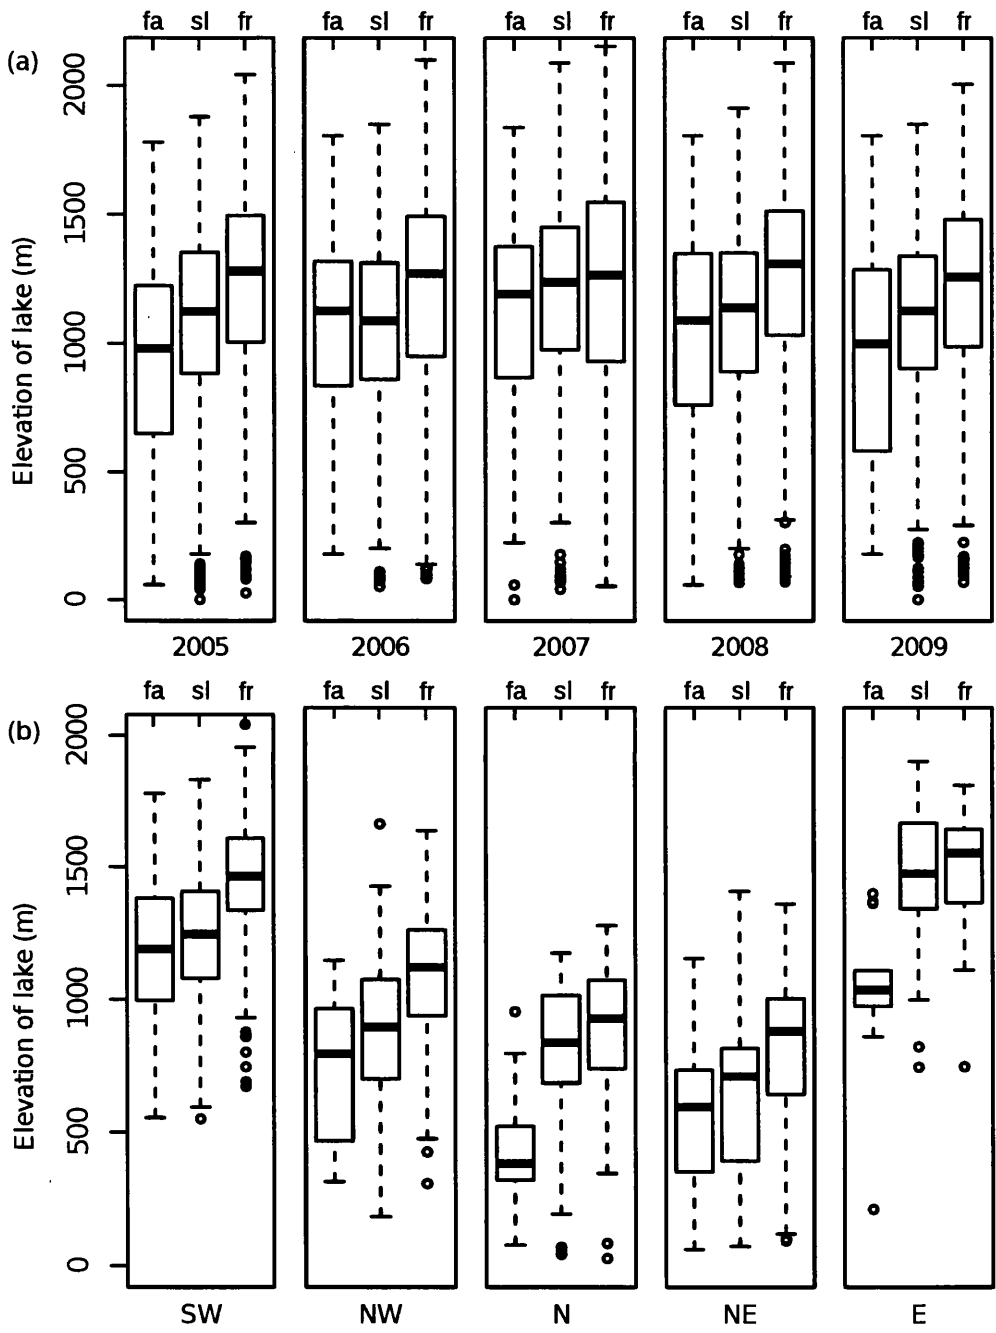 fa sl fr fa sl fr fa sl fr fa sl fr fa sl fr
(a)
2000
1500
1000
500
0
Elevation of lake (m)
2005 2006 2007 2008 2009
fa sl fr fa sl fr fa sl fr fa sl fr fa sl fr
(b)
2000
1500
1000
500
0
Elevation of lake (m)
SW NW N NE E